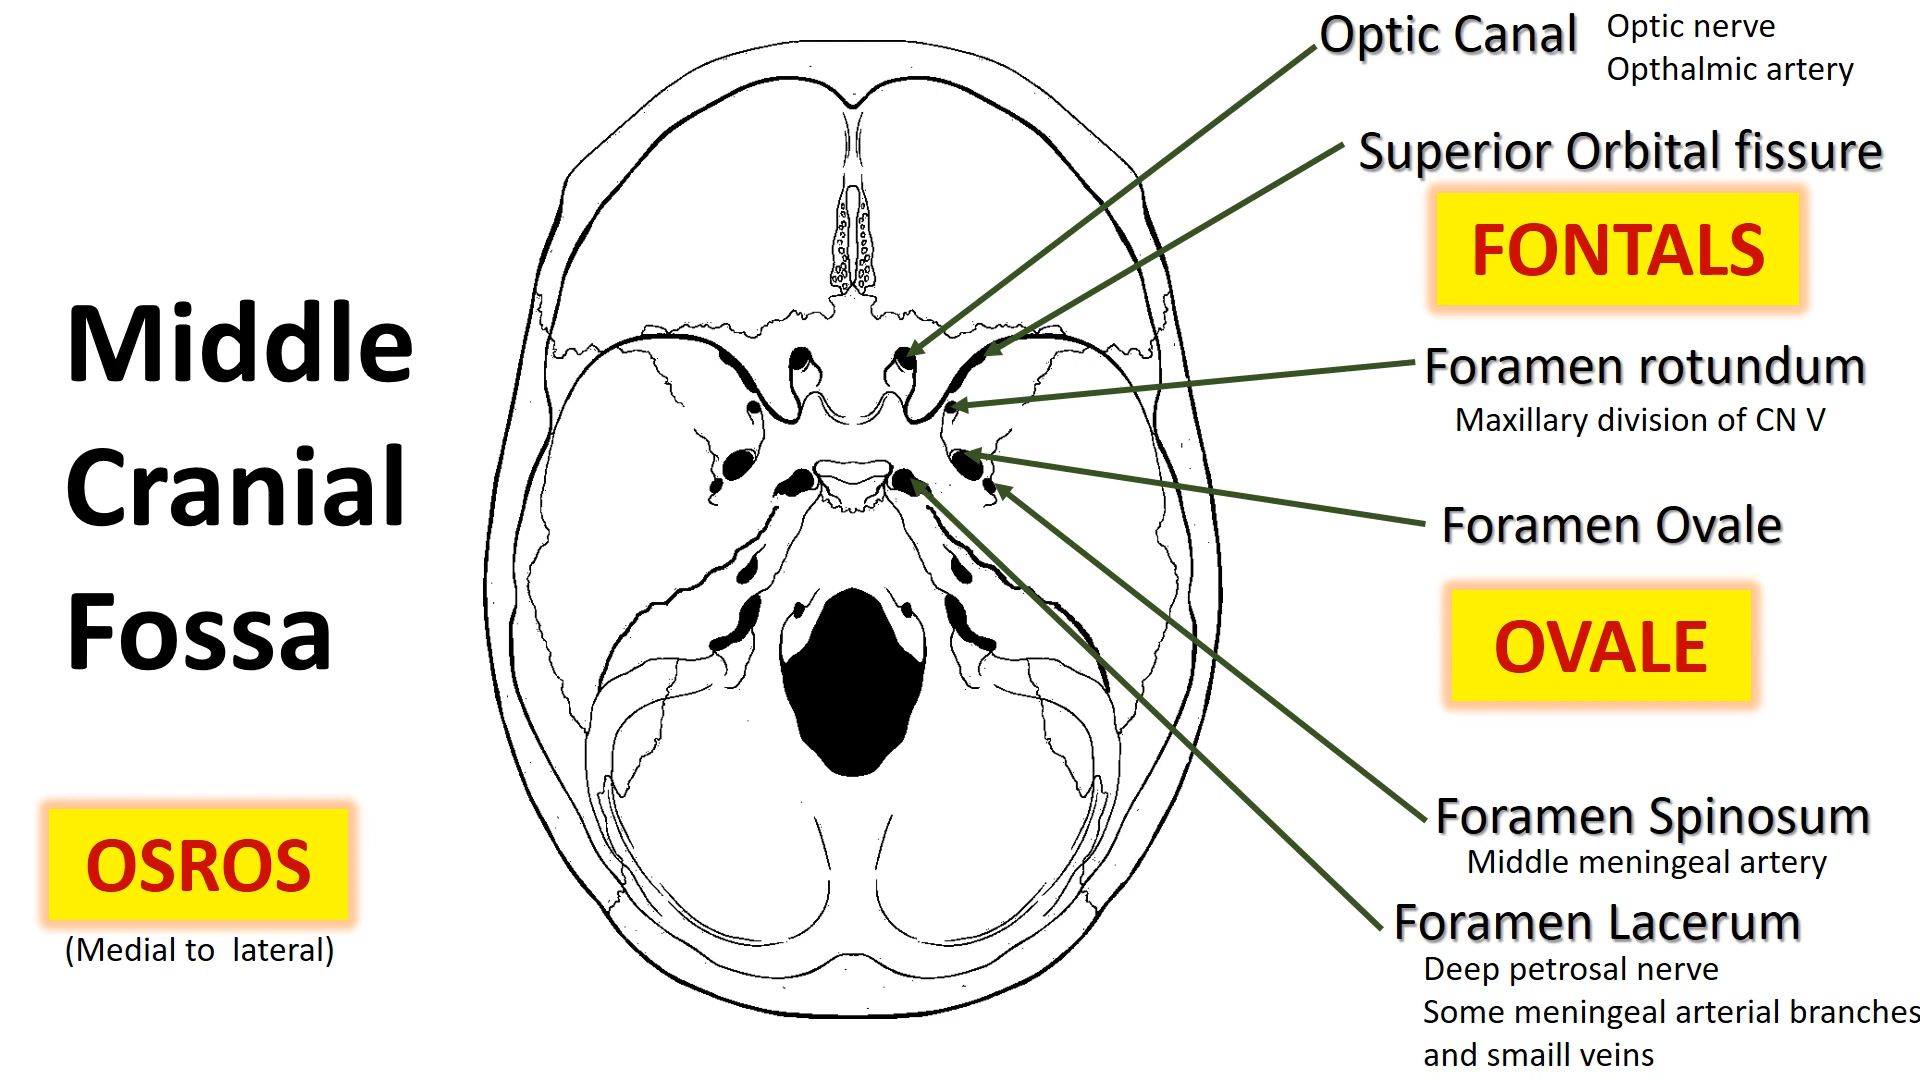 Middle
Cranial
Fossa
OSROS
(Medial to lateral)
Optic Canal
Optic nerve
Opthalmic artery
Superior Orbital fissure
FONTALS
Foramen rotundum
Maxillary division of CN V
Foramen Ovale
OVALE
Foramen Spinosum
Middle meningeal artery
Foramen Lacerum
Deep petrosal nerve
Some meningeal arterial branches
and smaill veins